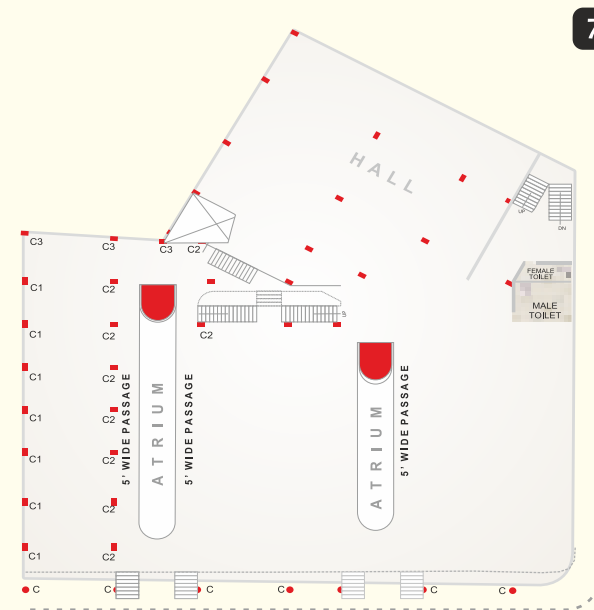 7
HALL
UP
DN
C3
C3
C3
C2
FEMALE
TOILET
MALE
TOILET
C1
C2
C1
C2
C2
C1
C2
C1
C2
C1
C2
C1
C2
C1
C2
5' WIDE PASSAGE
ATRIUM
5' WIDE PASSAGE
ATRIUM
5' WIDE PASSAGE
C
C
C
C
C
C